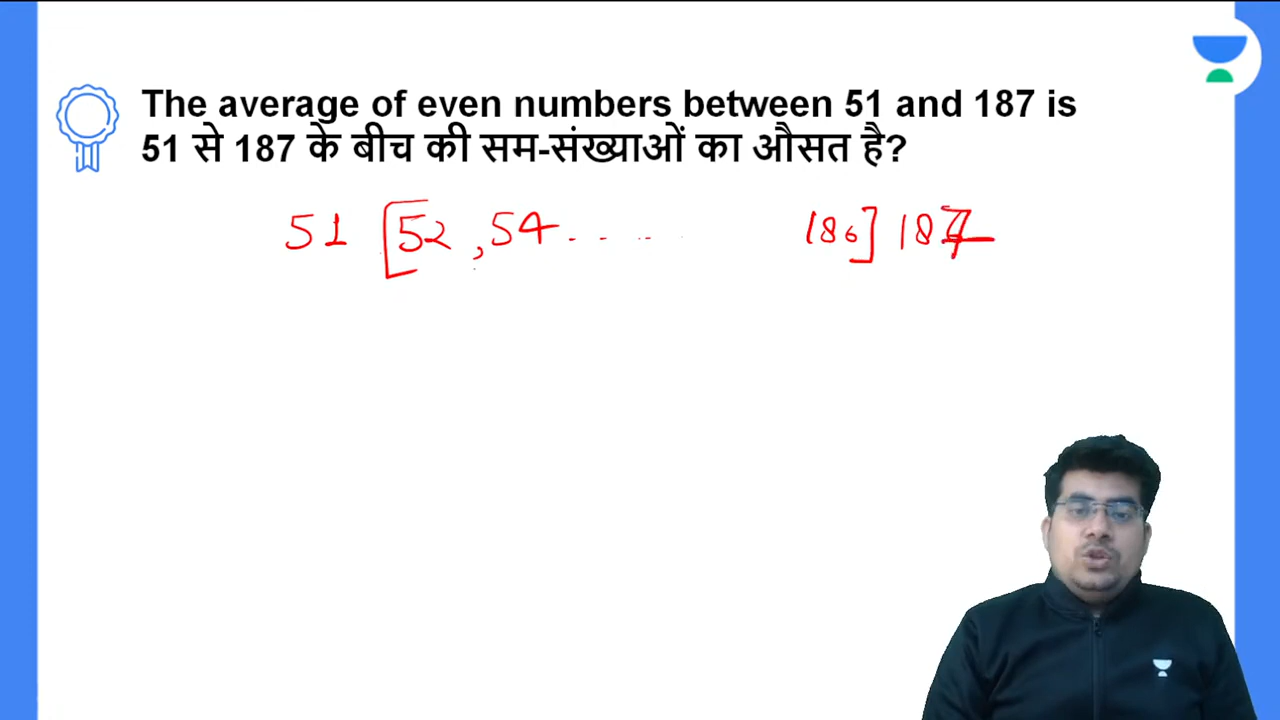 The average of even numbers between 51 and 187 is
51 से 187 के बीच की सम-संख्याओं का औसत है?
51 [52, 54 ...... 186] 187